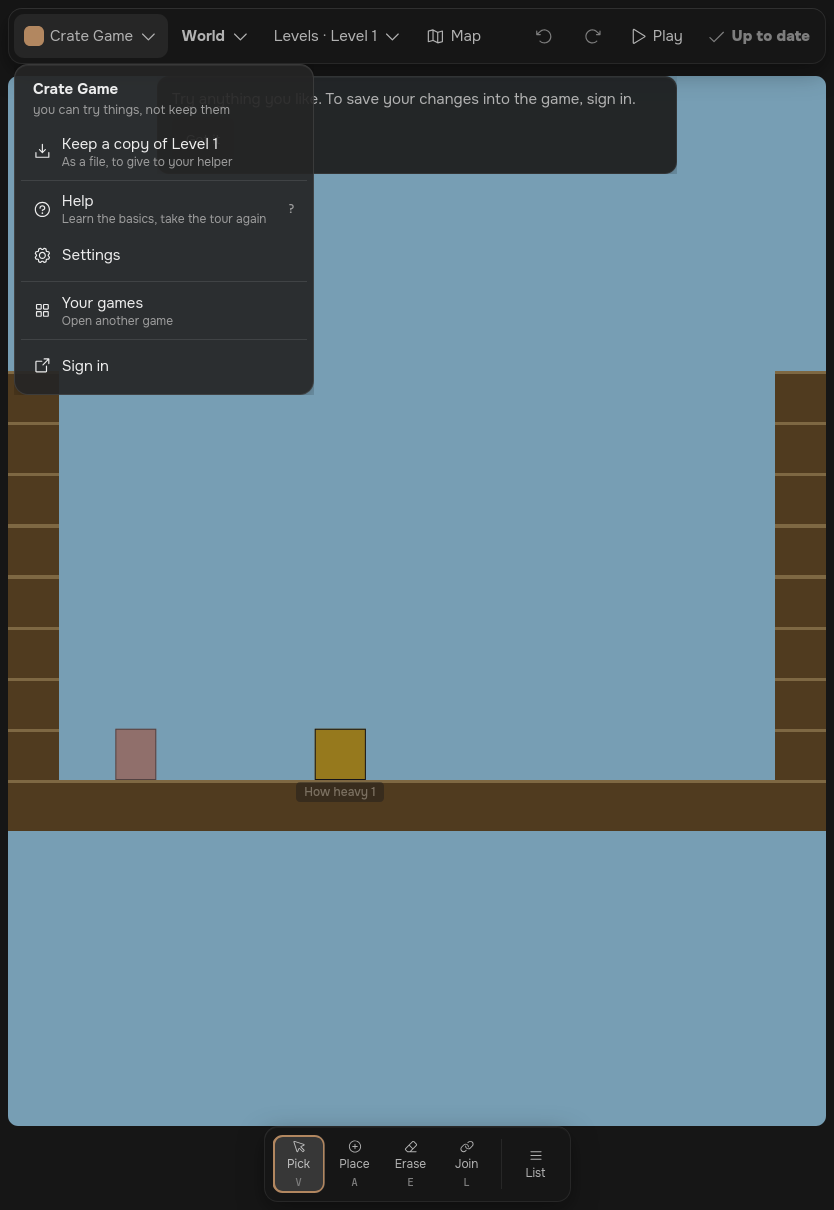 Crate Game
World
Levels · Level 1
Map
Play
Up to date
Crate Game
you can try things, not keep them
Try anything you like. To save your changes into the game, sign in.
Keep a copy of Level 1
As a file, to give to your helper
Help
Learn the basics, take the tour again
?
Settings
Your games
Open another game
Sign in
How heavy 1
Pick
V
Place
A
Erase
E
Join
L
List